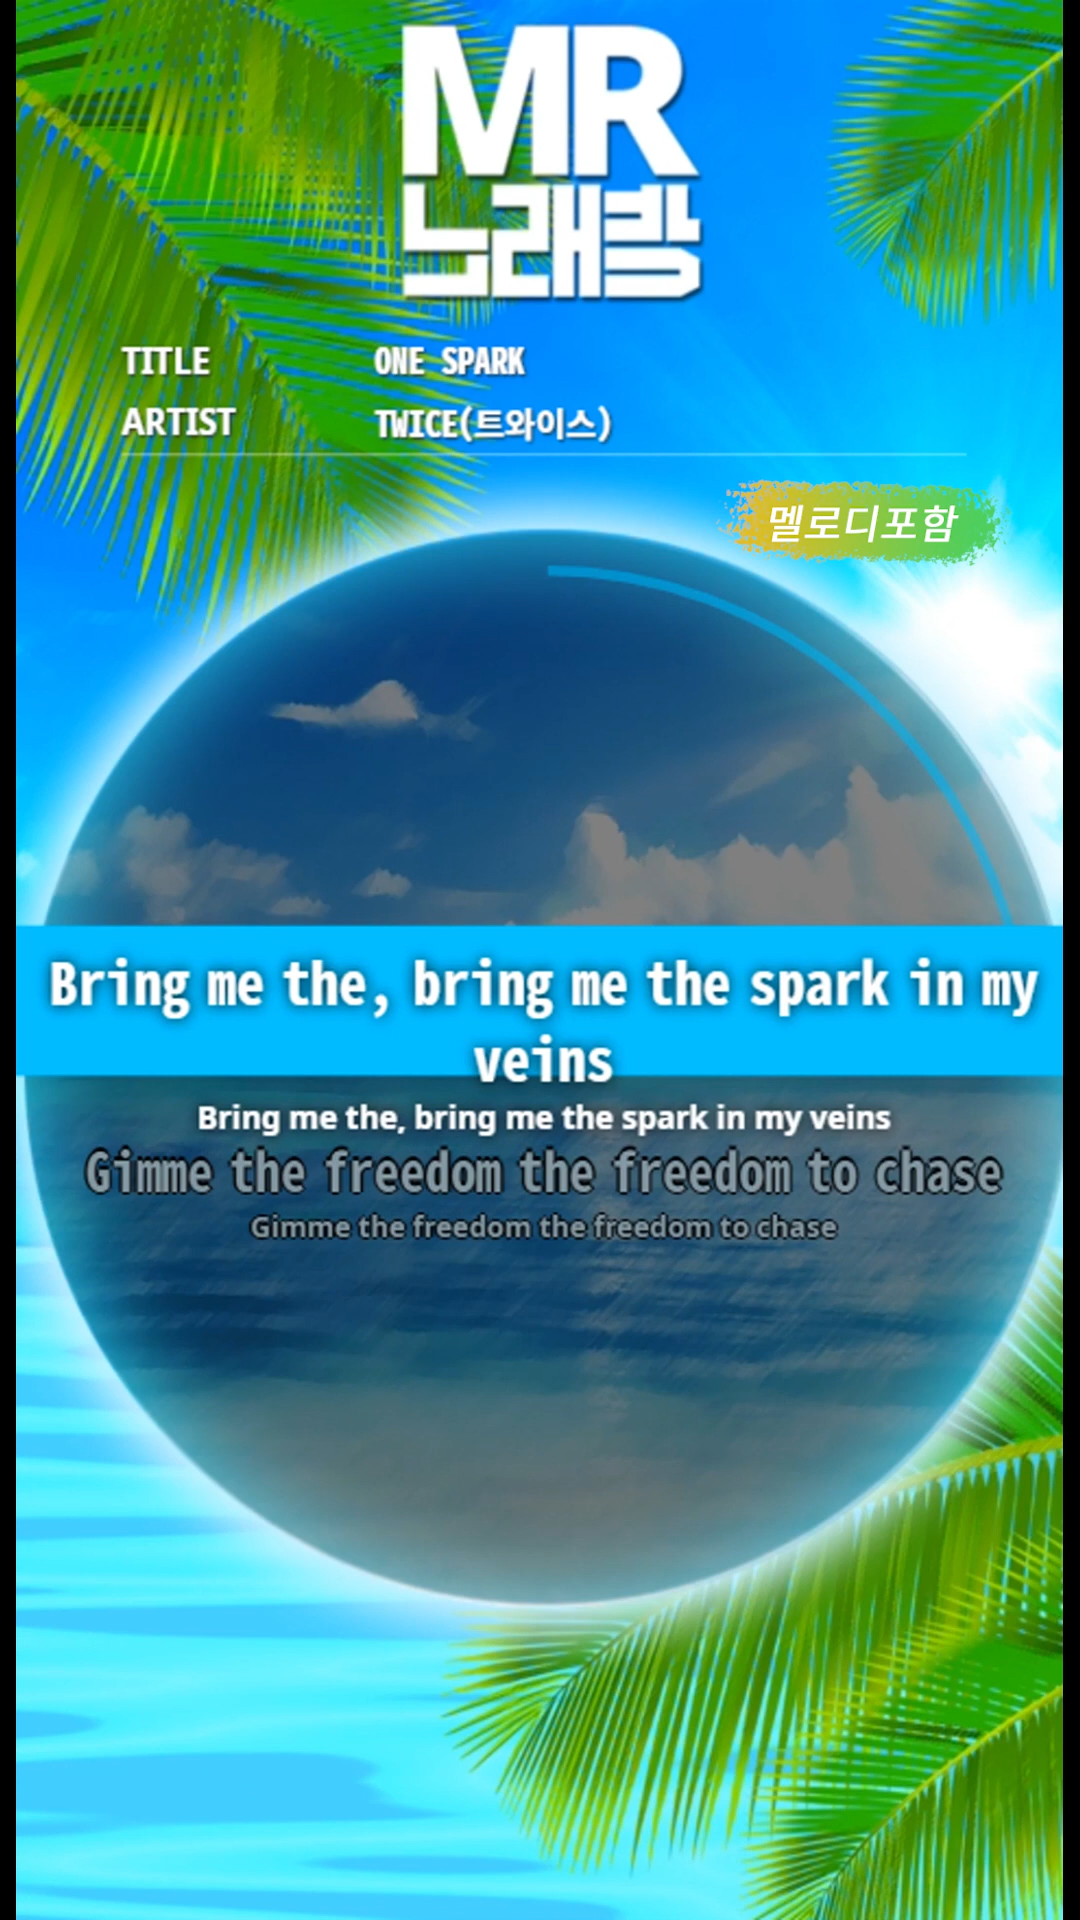 MR
노래방
TITLE ONE SPARK
ARTIST TWICE(트와이스)
멜로디포함
Bring me the, bring me the spark in my
veins
Bring me the, bring me the spark in my veins
Gimme the freedom the freedom to chase
Gimme the freedom the freedom to chase